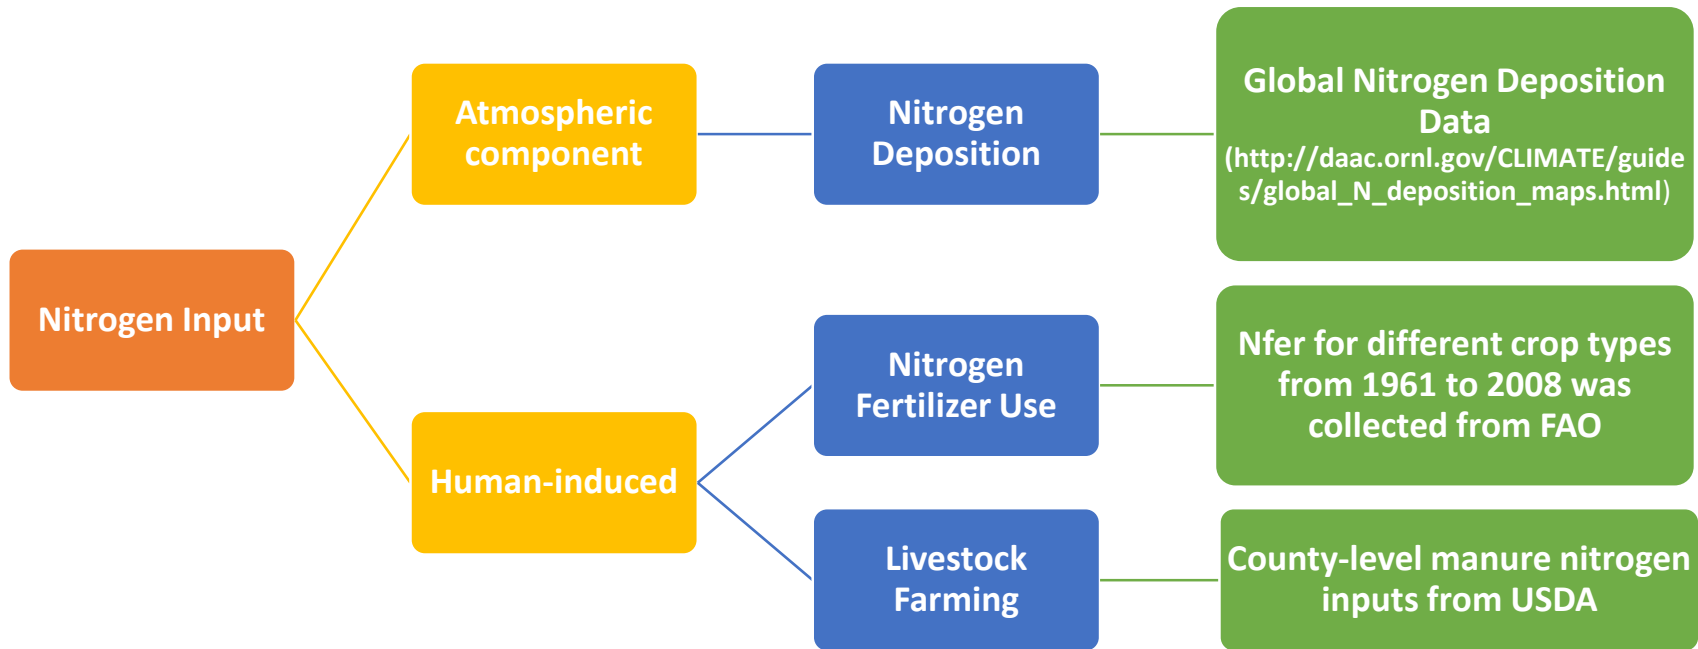 Nitrogen Input
Atmospheric
component
Human-induced
Nitrogen
Deposition
Nitrogen
Fertilizer Use
Livestock
Farming
Global Nitrogen Deposition
Data
(http://daac.ornl.gov/CLIMATE/guide
s/global_N_deposition_maps.html)
Nfer for different crop types
from 1961 to 2008 was
collected from FAO
County-level manure nitrogen
inputs from USDA